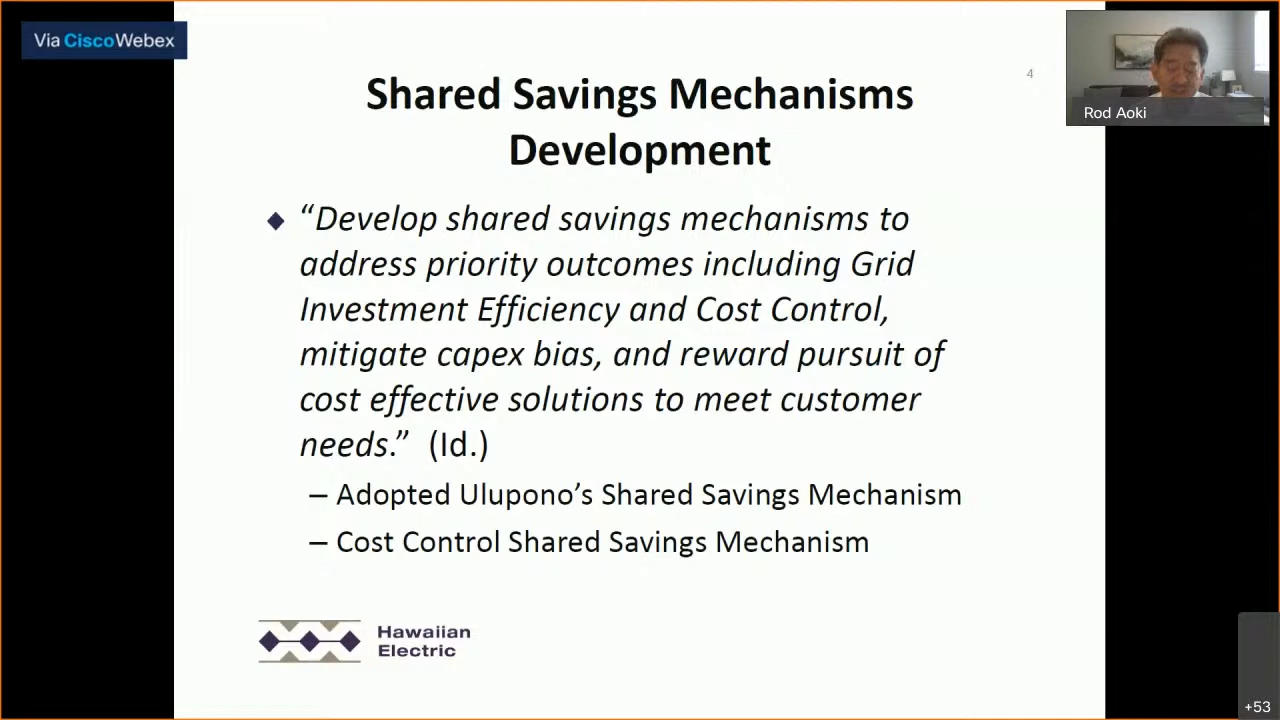 Via CiscoWebex
4
Rod Aoki
Shared Savings Mechanisms
Development
◆ “Develop shared savings mechanisms to
address priority outcomes including Grid
Investment Efficiency and Cost Control,
mitigate capex bias, and reward pursuit of
cost effective solutions to meet customer
needs.” (Id.)
– Adopted Ulupono’s Shared Savings Mechanism
– Cost Control Shared Savings Mechanism
Hawaiian
Electric
+53